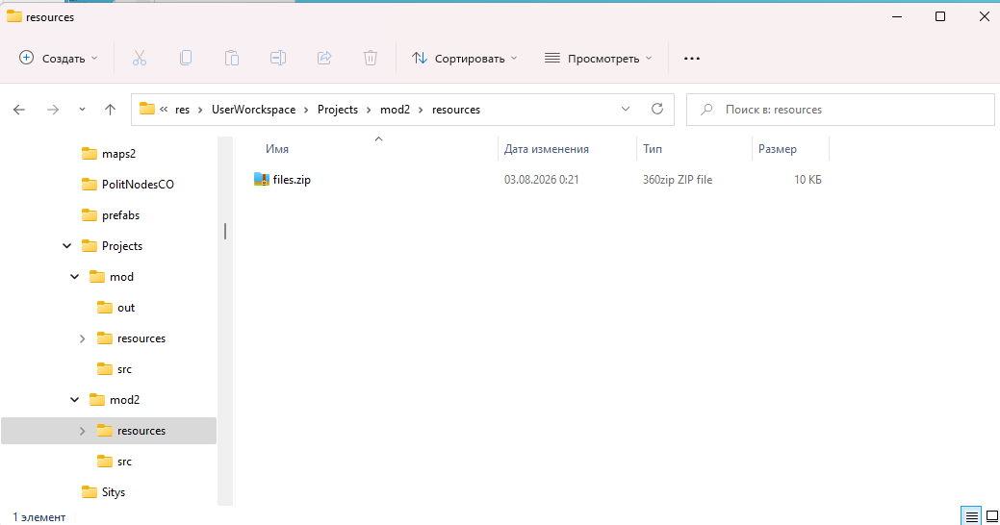 resources
Создать
Сортировать
Просмотреть
« res > UserWorckspace > Projects > mod2 > resources
Поиск в: resources
Имя Дата изменения Тип Размер
files.zip 03.08.2026 0:21 360zip ZIP file 10 КБ
maps2
PolitNodesCO
prefabs
Projects
mod
out
resources
src
mod2
resources
src
Sitys
1 элемент